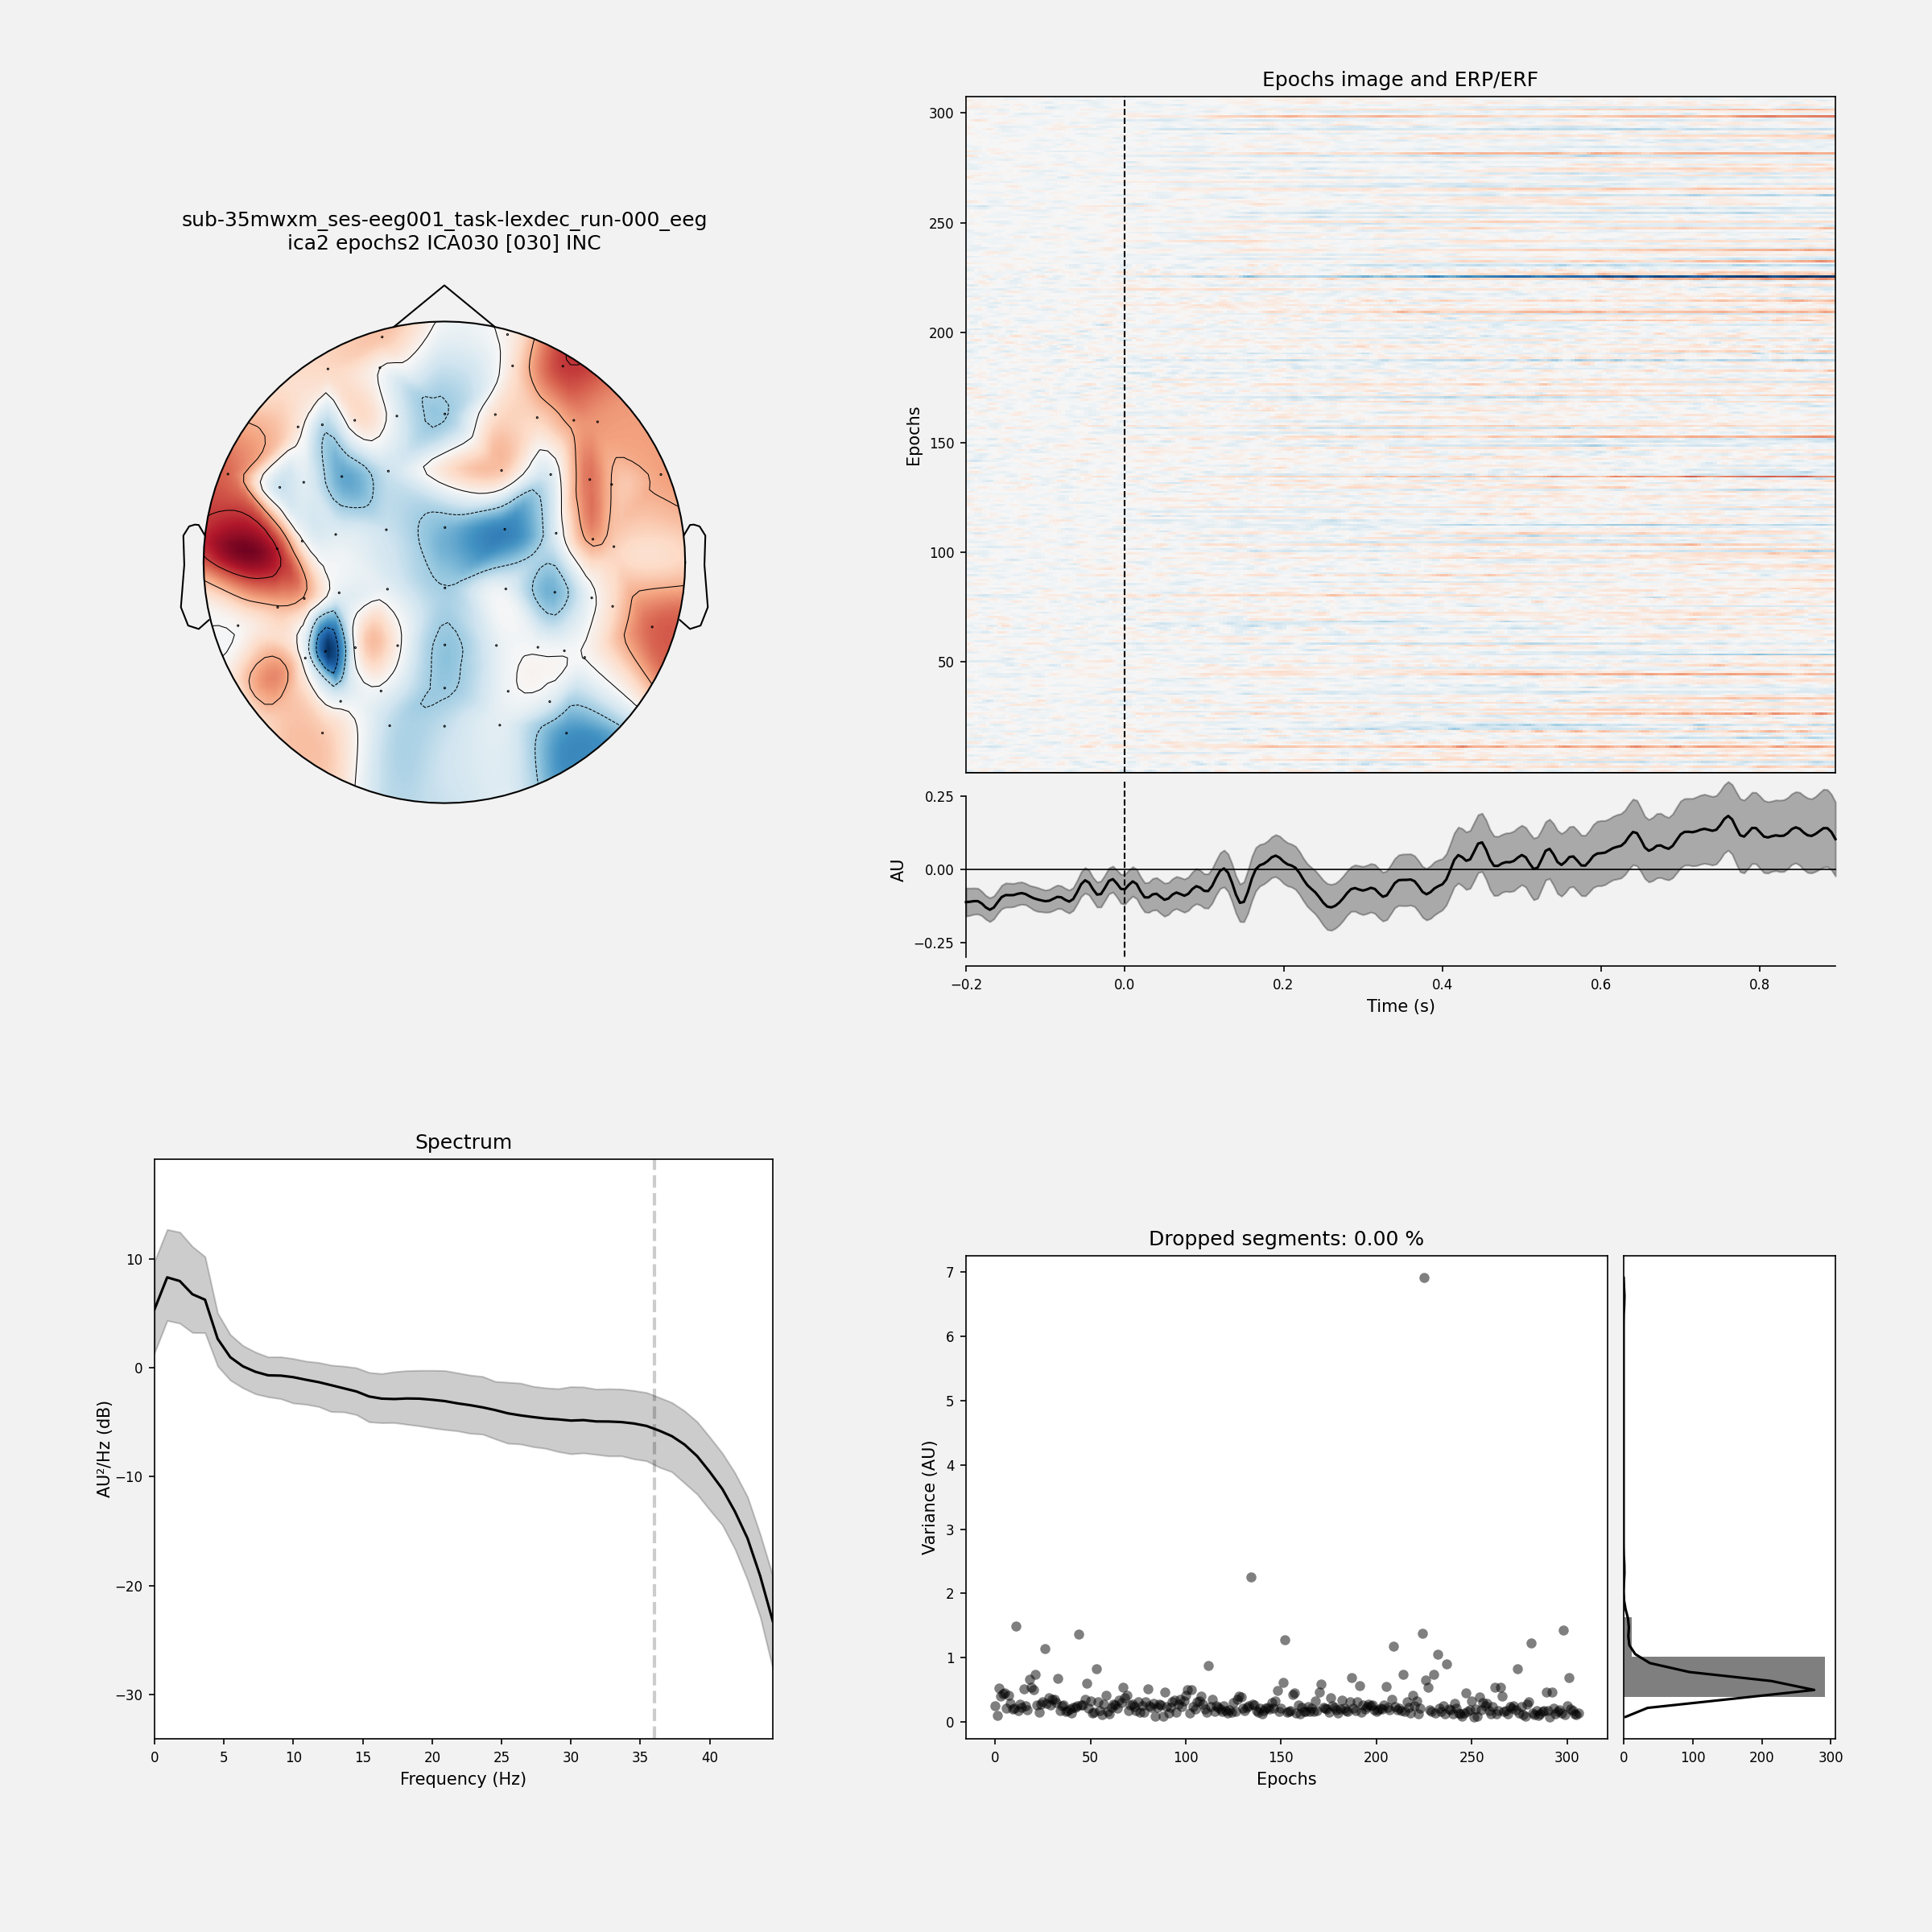 sub-35mwxm_ses-eeg001_task-lexdec_run-000_eeg
ica2 epochs2 ICA030 [030] INC
Epochs image and ERP/ERF
300
250
200
150
100
50
Epochs
0.25
0.00
−0.25
AU
−0.2 0.0 0.2 0.4 0.6 0.8
Time (s)
Spectrum
10
0
−10
−20
−30
AU²/Hz (dB)
0 5 10 15 20 25 30 35 40
Frequency (Hz)
Dropped segments: 0.00 %
7
6
5
4
3
2
1
0
Variance (AU)
0 50 100 150 200 250 300
Epochs
0 100 200 300